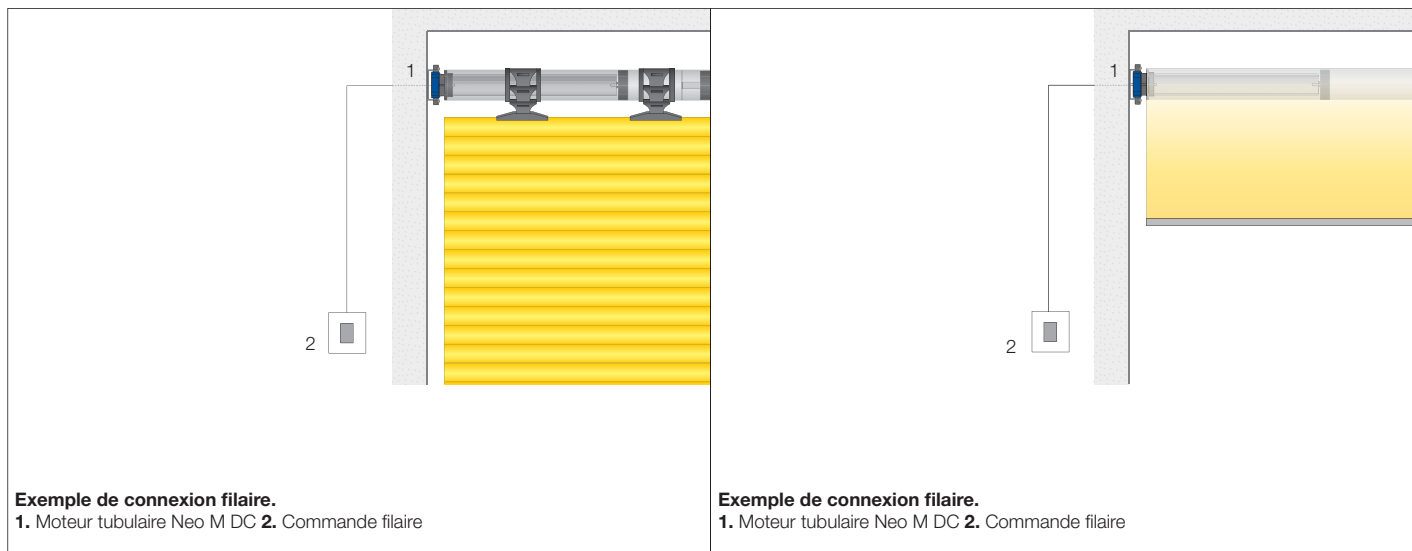 1
2
Exemple de connexion filaire.
1. Moteur tubulaire Neo M DC 2. Commande filaire
1
2
Exemple de connexion filaire.
1. Moteur tubulaire Neo M DC 2. Commande filaire